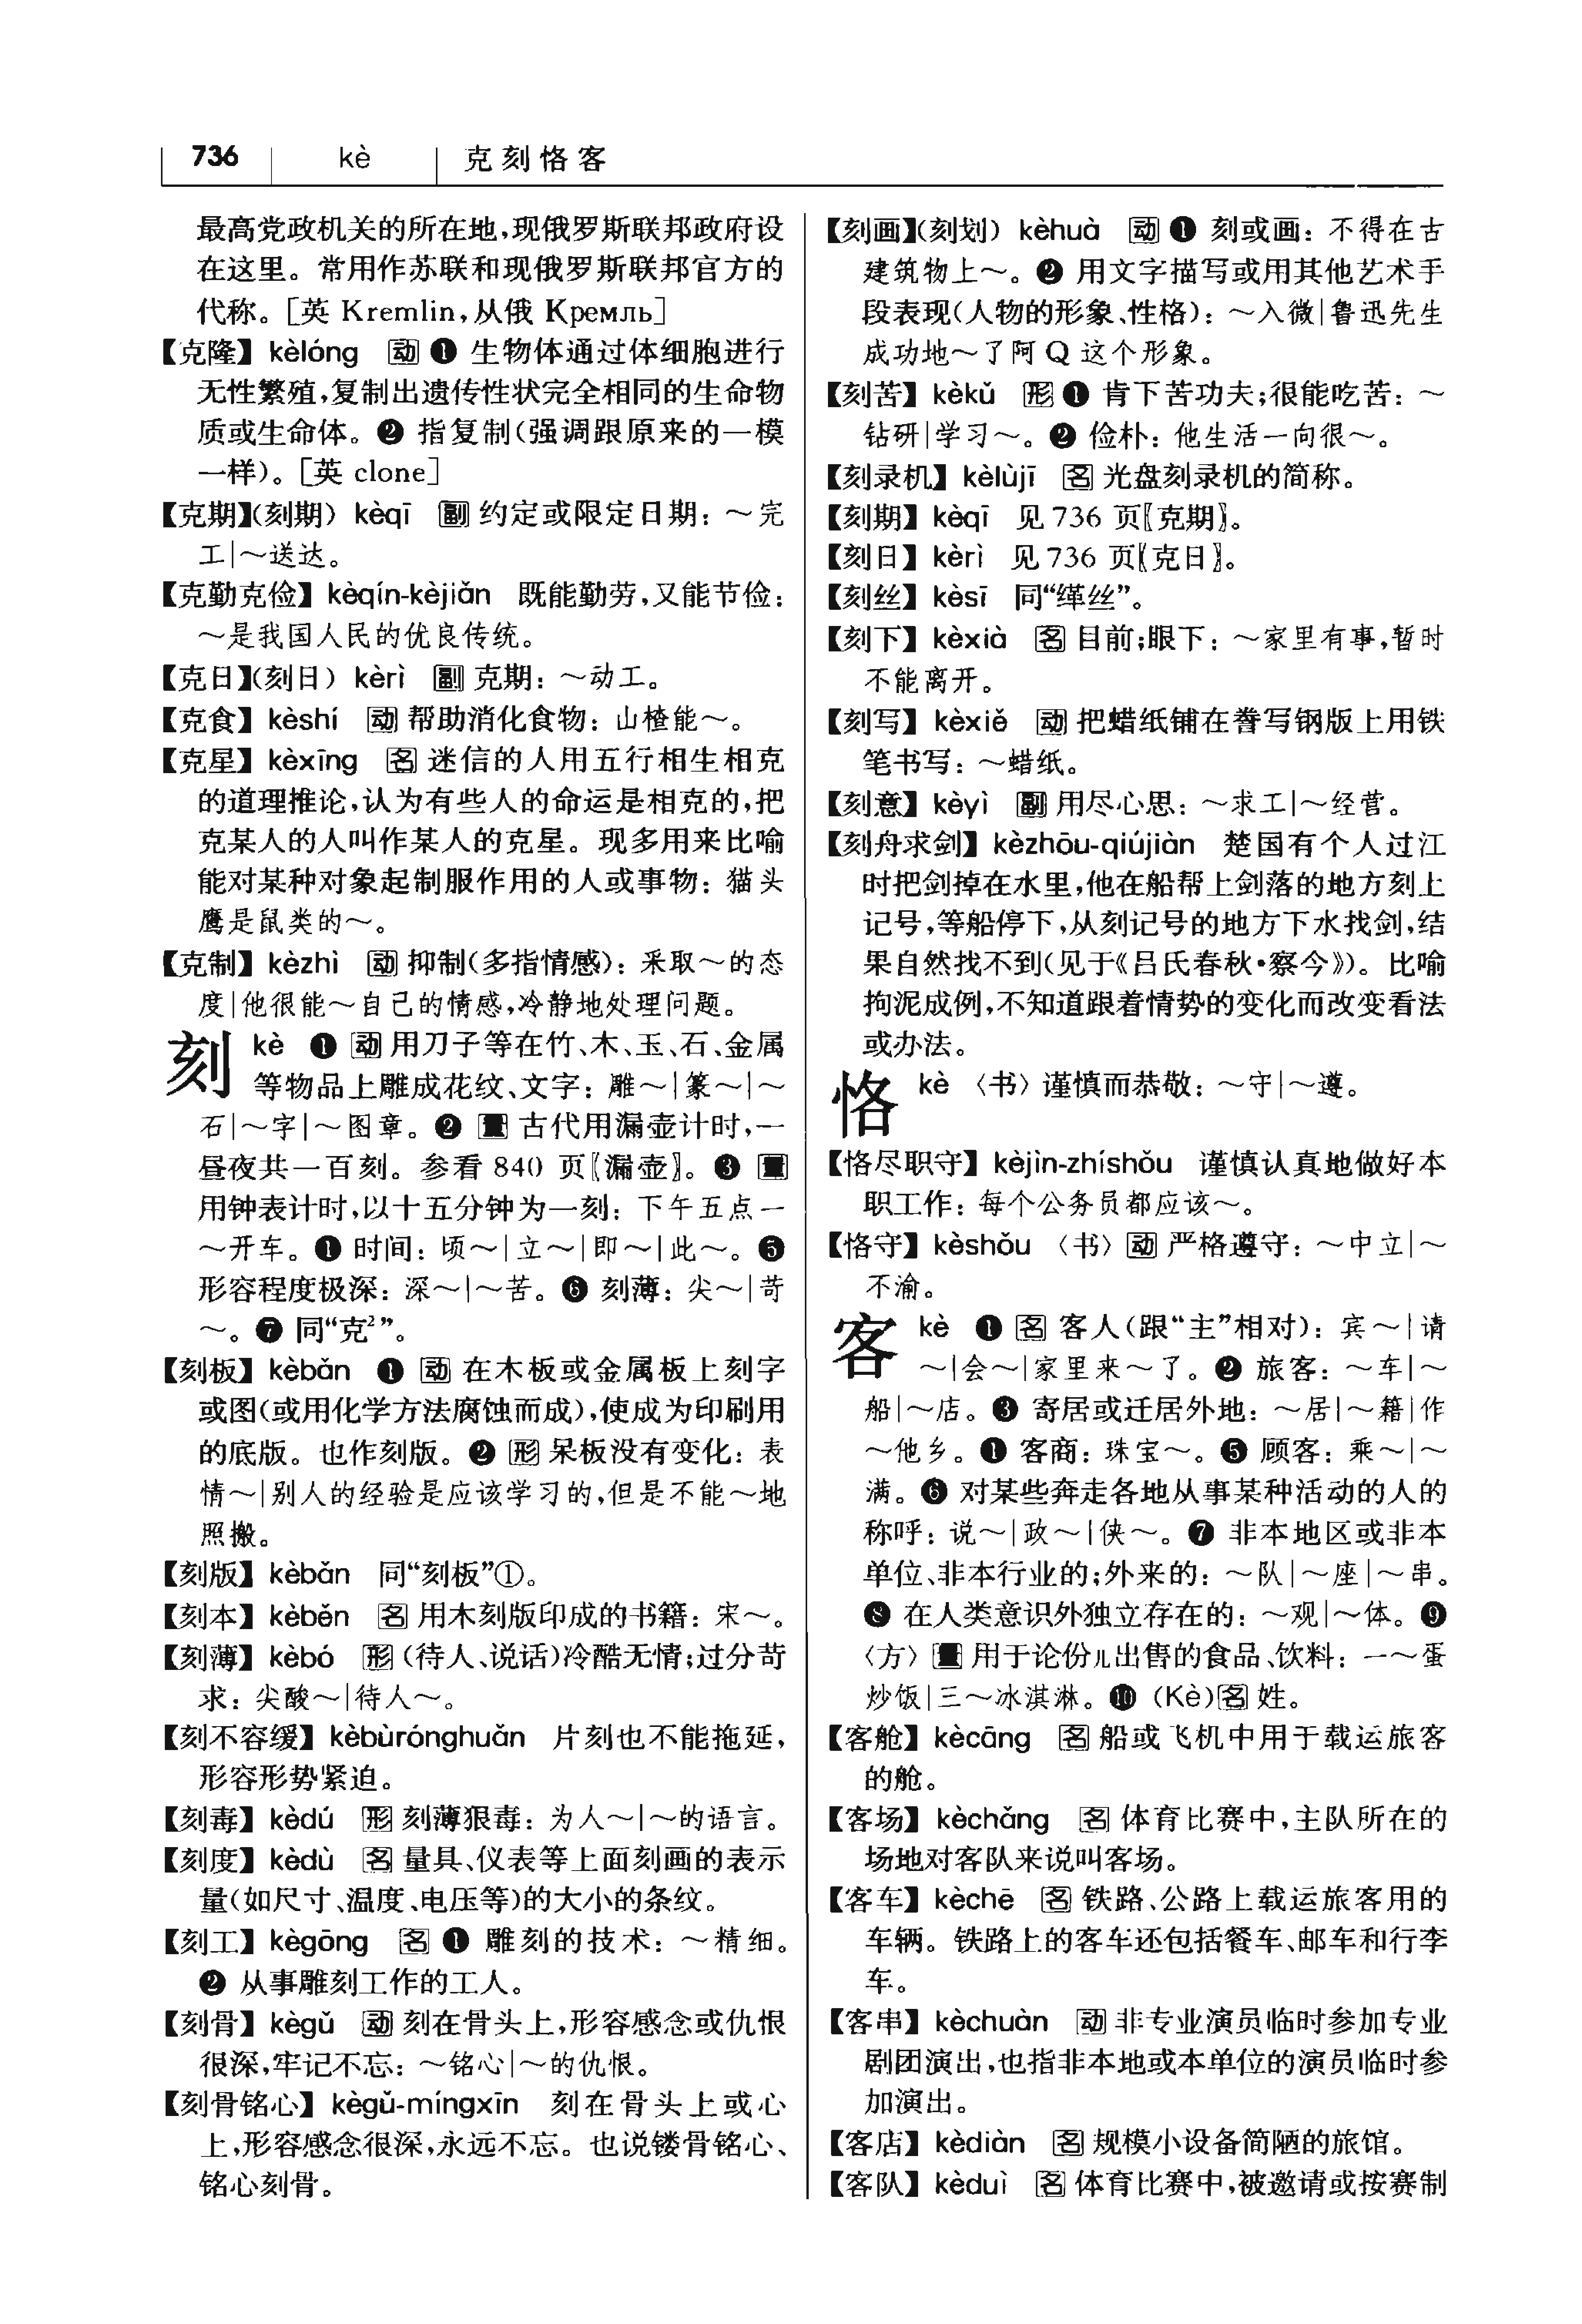 736 kè 克刻恪客
最高党政机关的所在地,现俄罗斯联邦政府设
在这里。常用作苏联和现俄罗斯联邦官方的
代称。[英 Kremlin,从俄 Кремль]
【克隆】kèlóng 动 ❶ 生物体通过体细胞进行
无性繁殖,复制出遗传性状完全相同的生命物
质或生命体。❷ 指复制(强调跟原来的一模
一样)。[英 clone]
【克期】(刻期) kèqī 副 约定或限定日期:~完
工|~送达。
【克勤克俭】kèqín-kèjiǎn 既能勤劳,又能节俭:
~是我国人民的优良传统。
【克日】(刻日) kèrì 副 克期:~动工。
【克食】kèshí 动 帮助消化食物:山楂能~。
【克星】kèxīng 名 迷信的人用五行相生相克
的道理推论,认为有些人的命运是相克的,把
克某人的人叫作某人的克星。现多用来比喻
能对某种对象起制服作用的人或事物:猫头
鹰是鼠类的~。
【克制】kèzhì 动 抑制(多指情感):采取~的态
度|他很能~自己的情感,冷静地处理问题。
刻 kè ❶ 动 用刀子等在竹、木、玉、石、金属
等物品上雕成花纹、文字:雕~|篆~|~
石|~字|~图章。❷ 量 古代用漏壶计时,一
昼夜共一百刻。参看 840 页〖漏壶〗。❸ 量
用钟表计时,以十五分钟为一刻:下午五点一
~开车。❹ 时间:顷~|立~|即~|此~。❺
形容程度极深:深~|~苦。❻ 刻薄:尖~|苛
~。❼ 同“克²”。
【刻板】kèbǎn ❶ 动 在木板或金属板上刻字
或图(或用化学方法腐蚀而成),使成为印刷用
的底版。也作刻版。❷ 形 呆板没有变化:表
情~|别人的经验是应该学习的,但是不能~地
照搬。
【刻版】kèbǎn 同“刻板”①。
【刻本】kèběn 名 用木刻版印成的书籍:宋~。
【刻薄】kèbó 形 (待人、说话)冷酷无情;过分苛
求:尖酸~|待人~。
【刻不容缓】kèbùrónghuǎn 片刻也不能拖延,
形容形势紧迫。
【刻毒】kèdú 形 刻薄狠毒:为人~|~的语言。
【刻度】kèdù 名 量具、仪表等上面刻画的表示
量(如尺寸、温度、电压等)的大小的条纹。
【刻工】kègōng 名 ❶ 雕刻的技术:~精细。
❷ 从事雕刻工作的工人。
【刻骨】kègǔ 动 刻在骨头上,形容感念或仇恨
很深,牢记不忘:~铭心|~的仇恨。
【刻骨铭心】kègǔ-míngxīn 刻在骨头上或心
上,形容感念很深,永远不忘。也说镂骨铭心、
铭心刻骨。
【刻画】(刻划) kèhuà 动 ❶ 刻或画:不得在古
建筑物上~。❷ 用文字描写或用其他艺术手
段表现(人物的形象、性格):~入微|鲁迅先生
成功地~了阿 Q 这个形象。
【刻苦】kèkǔ 形 ❶ 肯下苦功夫;很能吃苦:~
钻研|学习~。❷ 俭朴:他生活一向很~。
【刻录机】kèlùjī 名 光盘刻录机的简称。
【刻期】kèqī 见 736 页〖克期〗。
【刻日】kèrì 见 736 页〖克日〗。
【刻丝】kèsī 同“缂丝”。
【刻下】kèxià 名 目前;眼下:~家里有事,暂时
不能离开。
【刻写】kèxiě 动 把蜡纸铺在誊写钢版上用铁
笔书写:~蜡纸。
【刻意】kèyì 副 用尽心思:~求工|~经营。
【刻舟求剑】kèzhōu-qiújiàn 楚国有个人过江
时把剑掉在水里,他在船帮上剑落的地方刻上
记号,等船停下,从刻记号的地方下水找剑,结
果自然找不到(见于《吕氏春秋·察今》)。比喻
拘泥成例,不知道跟着情势的变化而改变看法
或办法。
恪 kè 〈书〉谨慎而恭敬:~守|~遵。
【恪尽职守】kèjìn-zhíshǒu 谨慎认真地做好本
职工作:每个公务员都应该~。
【恪守】kèshǒu 〈书〉动 严格遵守:~中立|~
不渝。
客 kè ❶ 名 客人(跟“主”相对):宾~|请
~|会~|家里来~了。❷ 旅客:~车|~
船|~店。❸ 寄居或迁居外地:~居|~籍|作
~他乡。❹ 客商:珠宝~。❺ 顾客:乘~|~
满。❻ 对某些奔走各地从事某种活动的人的
称呼:说~|政~|侠~。❼ 非本地区或非本
单位、非本行业的;外来的:~队|~座|~串。
❽ 在人类意识外独立存在的:~观|~体。❾
〈方〉量 用于论份儿出售的食品、饮料:一~蛋
炒饭|三~冰淇淋。❿ (Kè)名 姓。
【客舱】kècāng 名 船或飞机中用于载运旅客
的舱。
【客场】kèchǎng 名 体育比赛中,主队所在的
场地对客队来说叫客场。
【客车】kèchē 名 铁路、公路上载运旅客用的
车辆。铁路上的客车还包括餐车、邮车和行李
车。
【客串】kèchuàn 动 非专业演员临时参加专业
剧团演出,也指非本地或本单位的演员临时参
加演出。
【客店】kèdiàn 名 规模小设备简陋的旅馆。
【客队】kèduì 名 体育比赛中,被邀请或按赛制